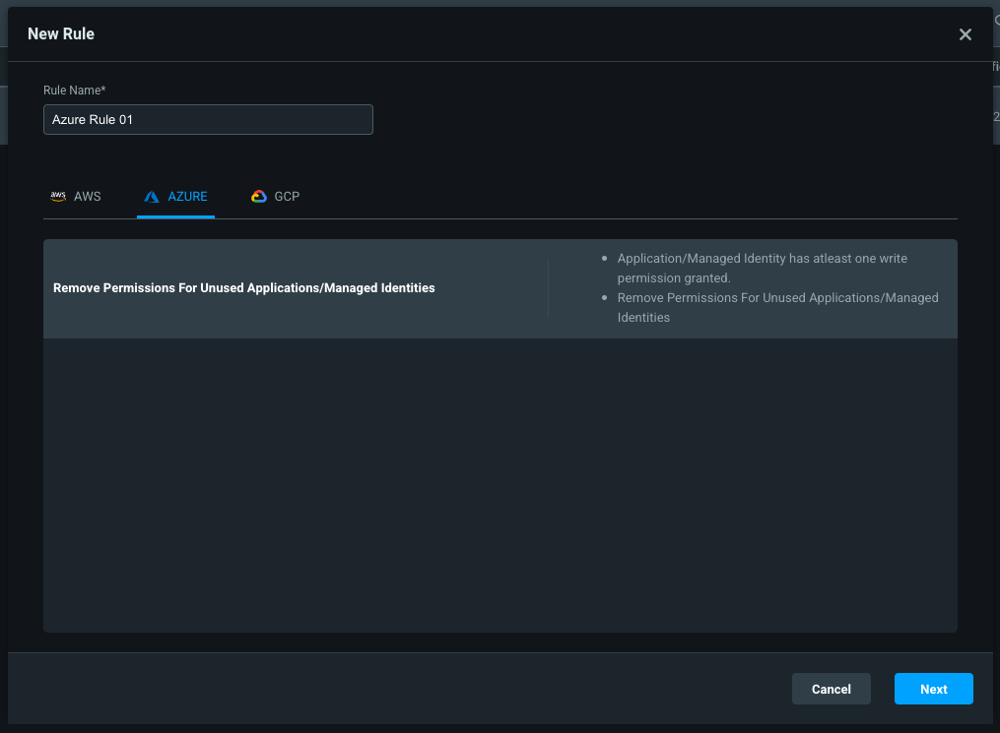 New Rule
Rule Name*
Azure Rule 01
aws AWS
AZURE
GCP
Remove Permissions For Unused Applications/Managed Identities
Application/Managed Identity has atleast one write
permission granted.
Remove Permissions For Unused Applications/Managed
Identities
Cancel
Next